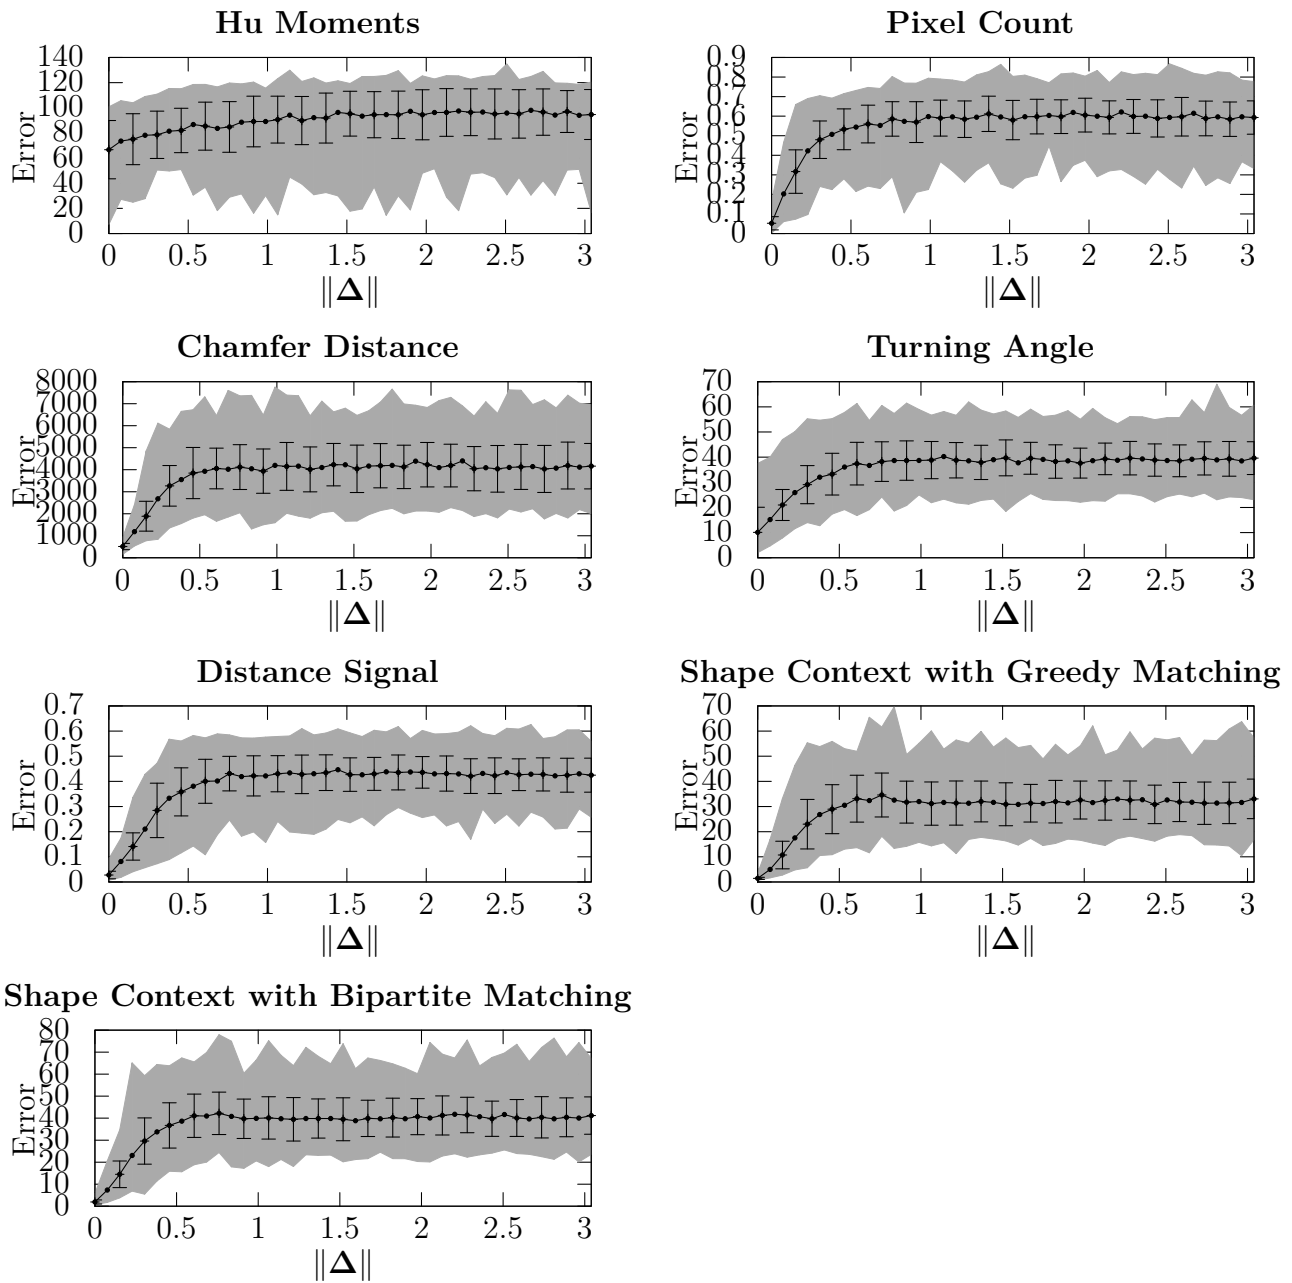 Hu Moments
140
120
100
80
60
40
20
0
Error
0 0.5 1 1.5 2 2.5 3
‖Δ‖
Pixel Count
0.9
0.8
0.7
0.6
0.5
0.4
0.3
0.2
0.1
0
Error
0 0.5 1 1.5 2 2.5 3
‖Δ‖
Chamfer Distance
8000
7000
6000
5000
4000
3000
2000
1000
0
Error
0 0.5 1 1.5 2 2.5 3
‖Δ‖
Turning Angle
70
60
50
40
30
20
10
0
Error
0 0.5 1 1.5 2 2.5 3
‖Δ‖
Distance Signal
0.7
0.6
0.5
0.4
0.3
0.2
0.1
0
Error
0 0.5 1 1.5 2 2.5 3
‖Δ‖
Shape Context with Greedy Matching
70
60
50
40
30
20
10
0
Error
0 0.5 1 1.5 2 2.5 3
‖Δ‖
Shape Context with Bipartite Matching
80
70
60
50
40
30
20
10
0
Error
0 0.5 1 1.5 2 2.5 3
‖Δ‖